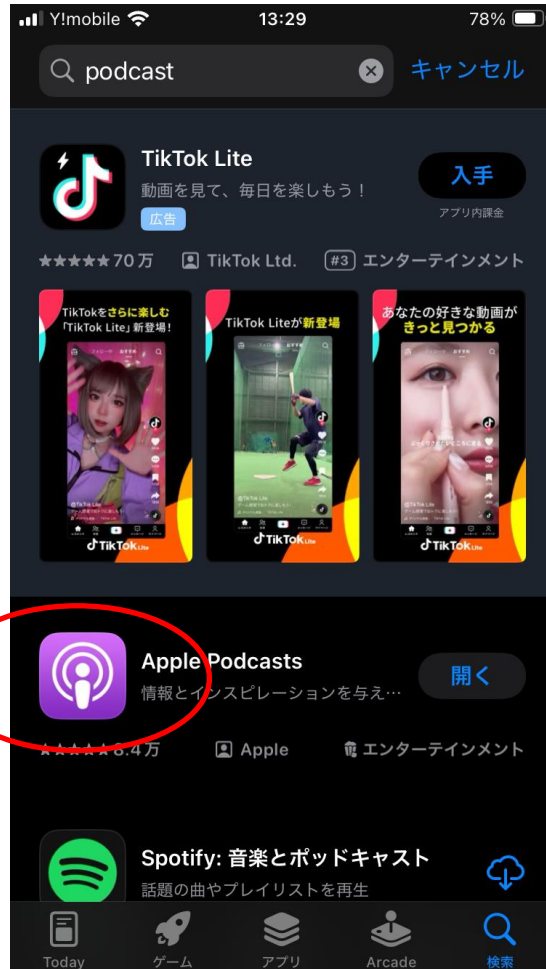 Y!mobile 13:29 78%
podcast キャンセル
TikTok Lite
動画を見て、毎日を楽しもう！
広告
入手
アプリ内課金
★★★★★ 70万 TikTok Ltd. #3 エンターテインメント
TikTokをさらに楽しむ
「TikTok Lite」新登場！
TikTok Lite
TikTok Lite
TikTok Liteが新登場
TikTok Lite
TikTok Lite
あなたの好きな動画が
きっと見つかる
TikTok Lite
TikTok Lite
Apple Podcasts
情報とインスピレーションを与え…
開く
★★★★★ 8.4万 Apple エンターテインメント
Spotify: 音楽とポッドキャスト
話題の曲やプレイリストを再生
Today ゲーム アプリ Arcade 検索